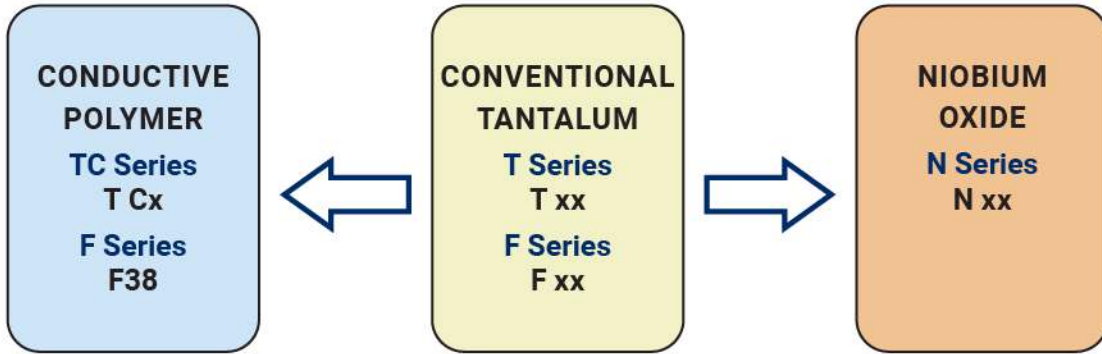 CONDUCTIVE
POLYMER
TC Series
T Cx
F Series
F38
CONVENTIONAL
TANTALUM
T Series
T xx
F Series
F xx
NIOBIUM
OXIDE
N Series
N xx